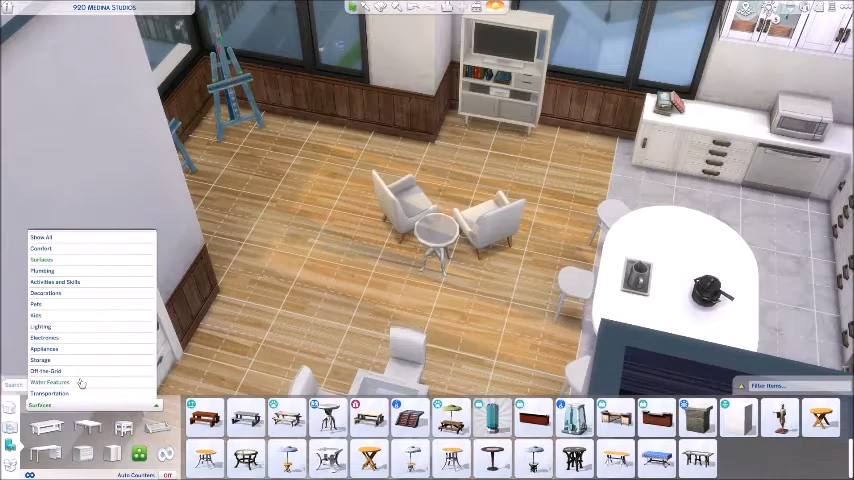 920 MEDINA STUDIOS
Show All
Comfort
Surfaces
Plumbing
Activities and Skills
Decorations
Pets
Kids
Lighting
Electronics
Appliances
Storage
Off-the-Grid
Water Features
Transportation
Search
Surfaces
Filter Items...
Auto Counters Off